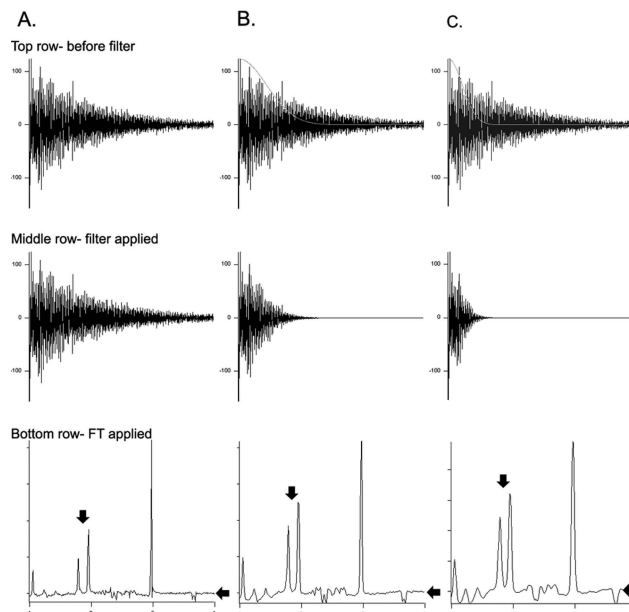 A. B. C.
Top row- before filter
100 100 100
0 0 0
-100 -100 -100
Middle row- filter applied
100 100 100
0 0 0
-100 -100 -100
Bottom row- FT applied